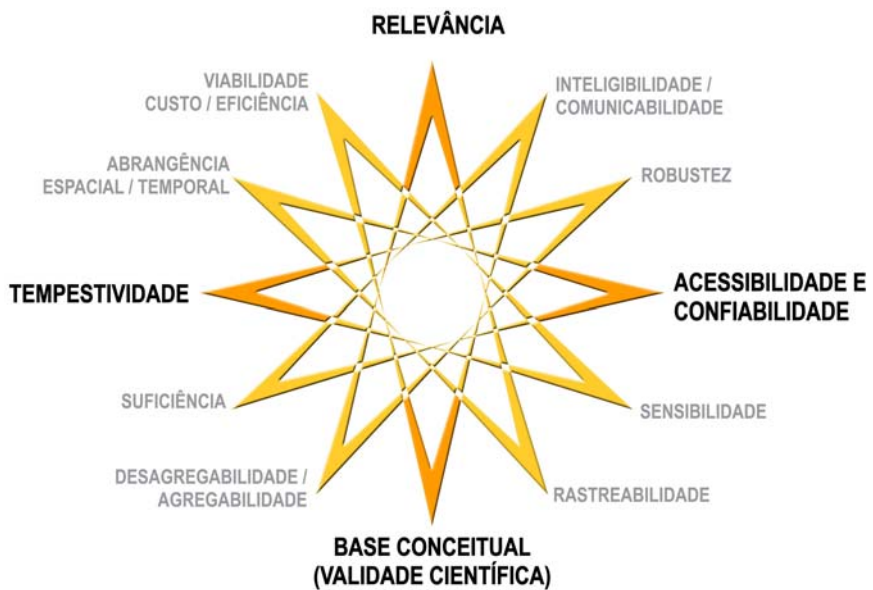 RELEVÂNCIA
VIABILIDADE
CUSTO / EFICIÊNCIA
INTELIGIBILIDADE /
COMUNICABILIDADE
ABRANGÊNCIA
ESPACIAL / TEMPORAL
ROBUSTEZ
TEMPESTIVIDADE
ACESSIBILIDADE E
CONFIABILIDADE
SUFICIÊNCIA
SENSIBILIDADE
DESAGREGABILIDADE /
AGREGABILIDADE
RASTREABILIDADE
BASE CONCEITUAL
(VALIDADE CIENTÍFICA)